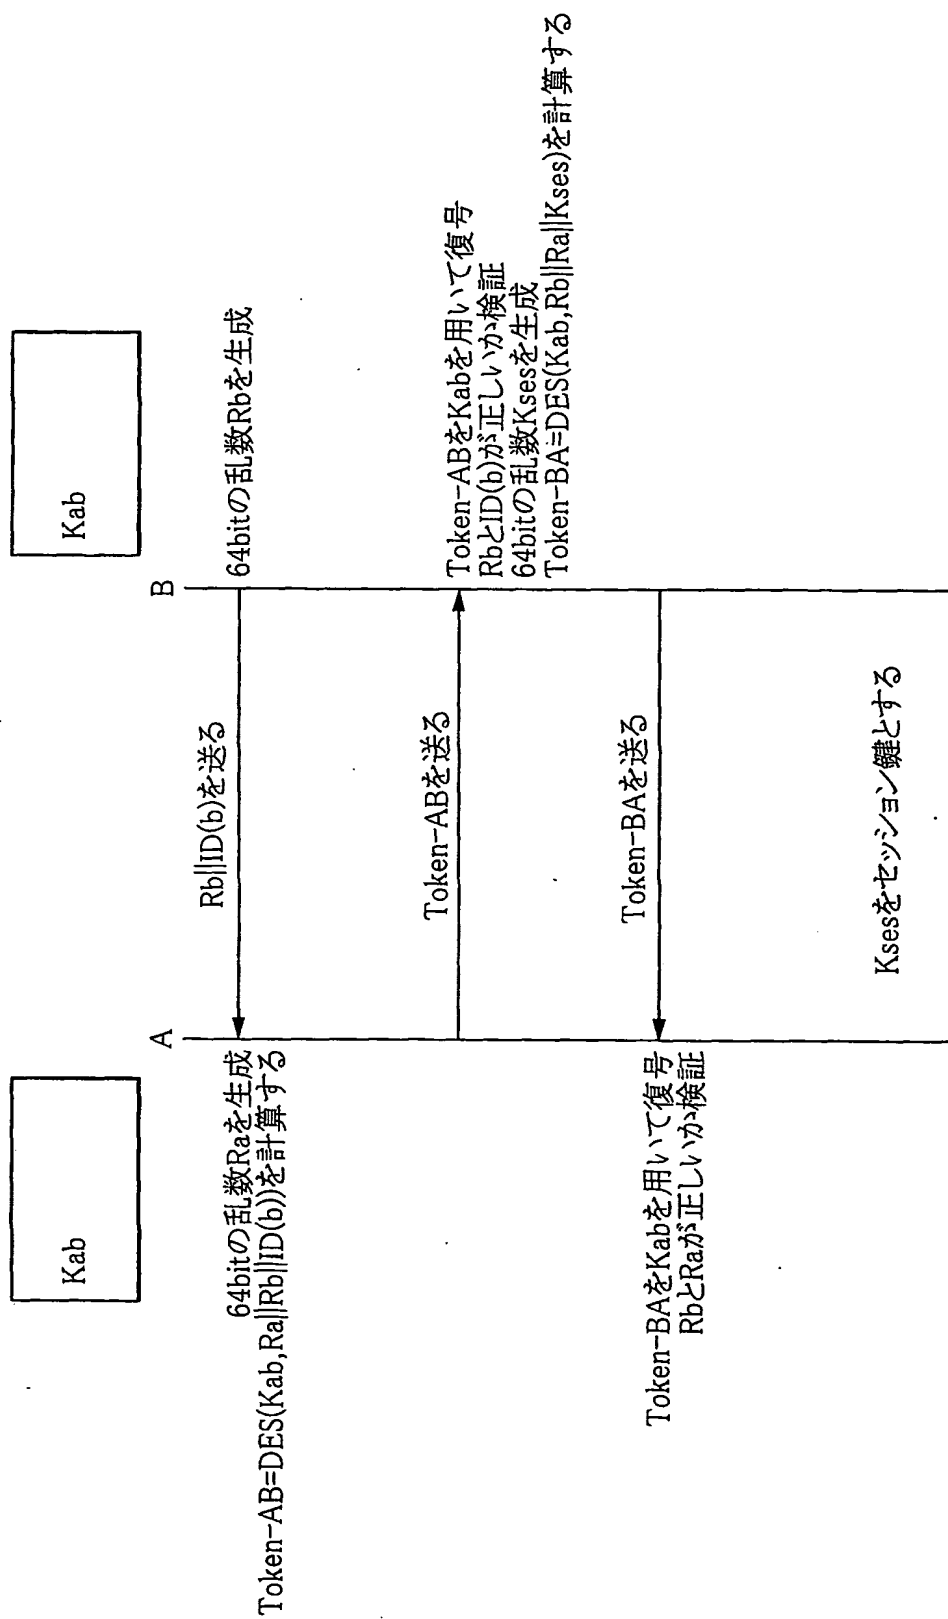 Kab
Kab
A
B
64bitの乱数Rbを生成
Rb||ID(b)を送る
64bitの乱数Raを生成
Token-AB=DES(Kab,Ra||Rb||ID(b))を計算する
Token-ABを送る
Token-ABをKabを用いて復号
RbとID(b)が正しいか検証
64bitの乱数Ksesを生成
Token-BA=DES(Kab,Rb||Ra||Kses)を計算する
Token-BAを送る
Token-BAをKabを用いて復号
RbとRaが正しいか検証
Ksesをセッション鍵とする